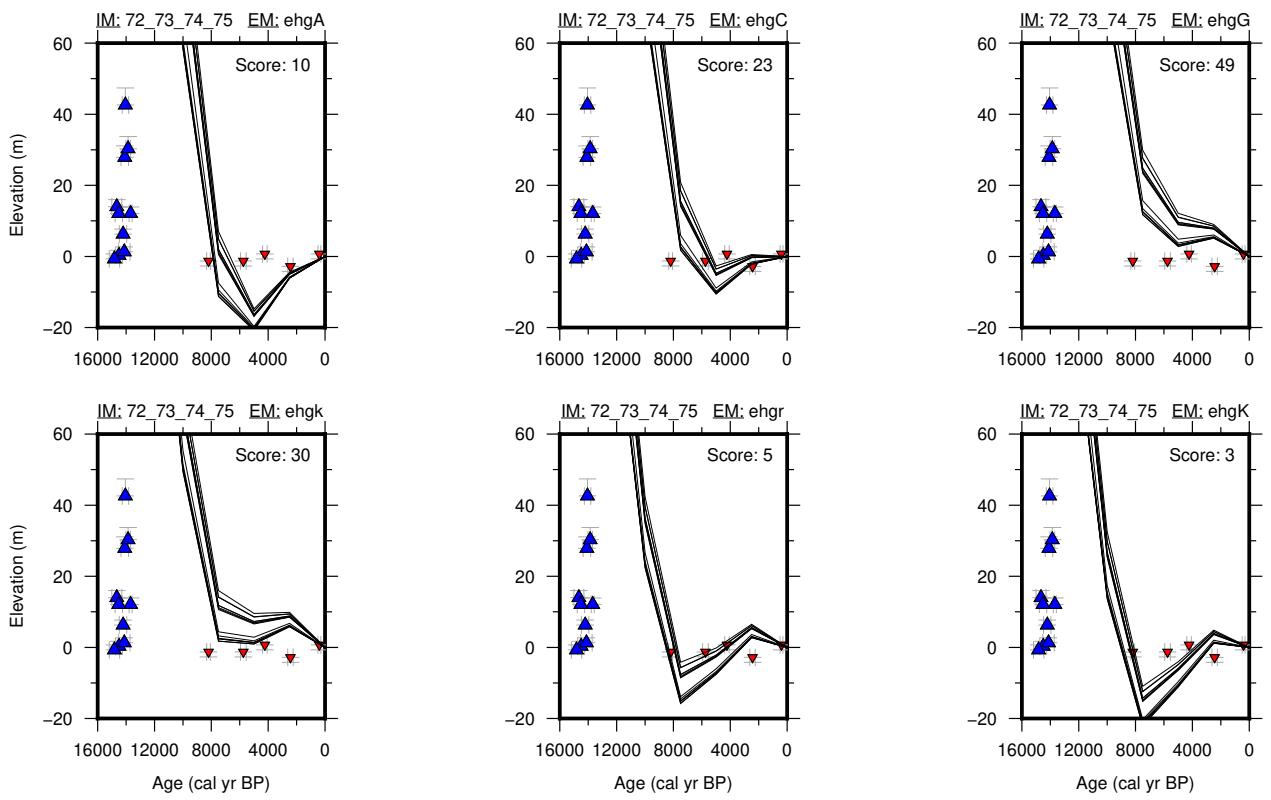 IM: 72_73_74_75 EM: ehgA
IM: 72_73_74_75 EM: ehgC
IM: 72_73_74_75 EM: ehgG
60
40
20
0
−20
Elevation (m)
Score: 10
16000 12000 8000 4000 0
60
40
20
0
−20
Score: 23
16000 12000 8000 4000 0
60
40
20
0
−20
Score: 49
16000 12000 8000 4000 0
IM: 72_73_74_75 EM: ehgk
IM: 72_73_74_75 EM: ehgr
IM: 72_73_74_75 EM: ehgK
60
40
20
0
−20
Elevation (m)
Score: 30
16000 12000 8000 4000 0
Age (cal yr BP)
60
40
20
0
−20
Score: 5
16000 12000 8000 4000 0
Age (cal yr BP)
60
40
20
0
−20
Score: 3
16000 12000 8000 4000 0
Age (cal yr BP)